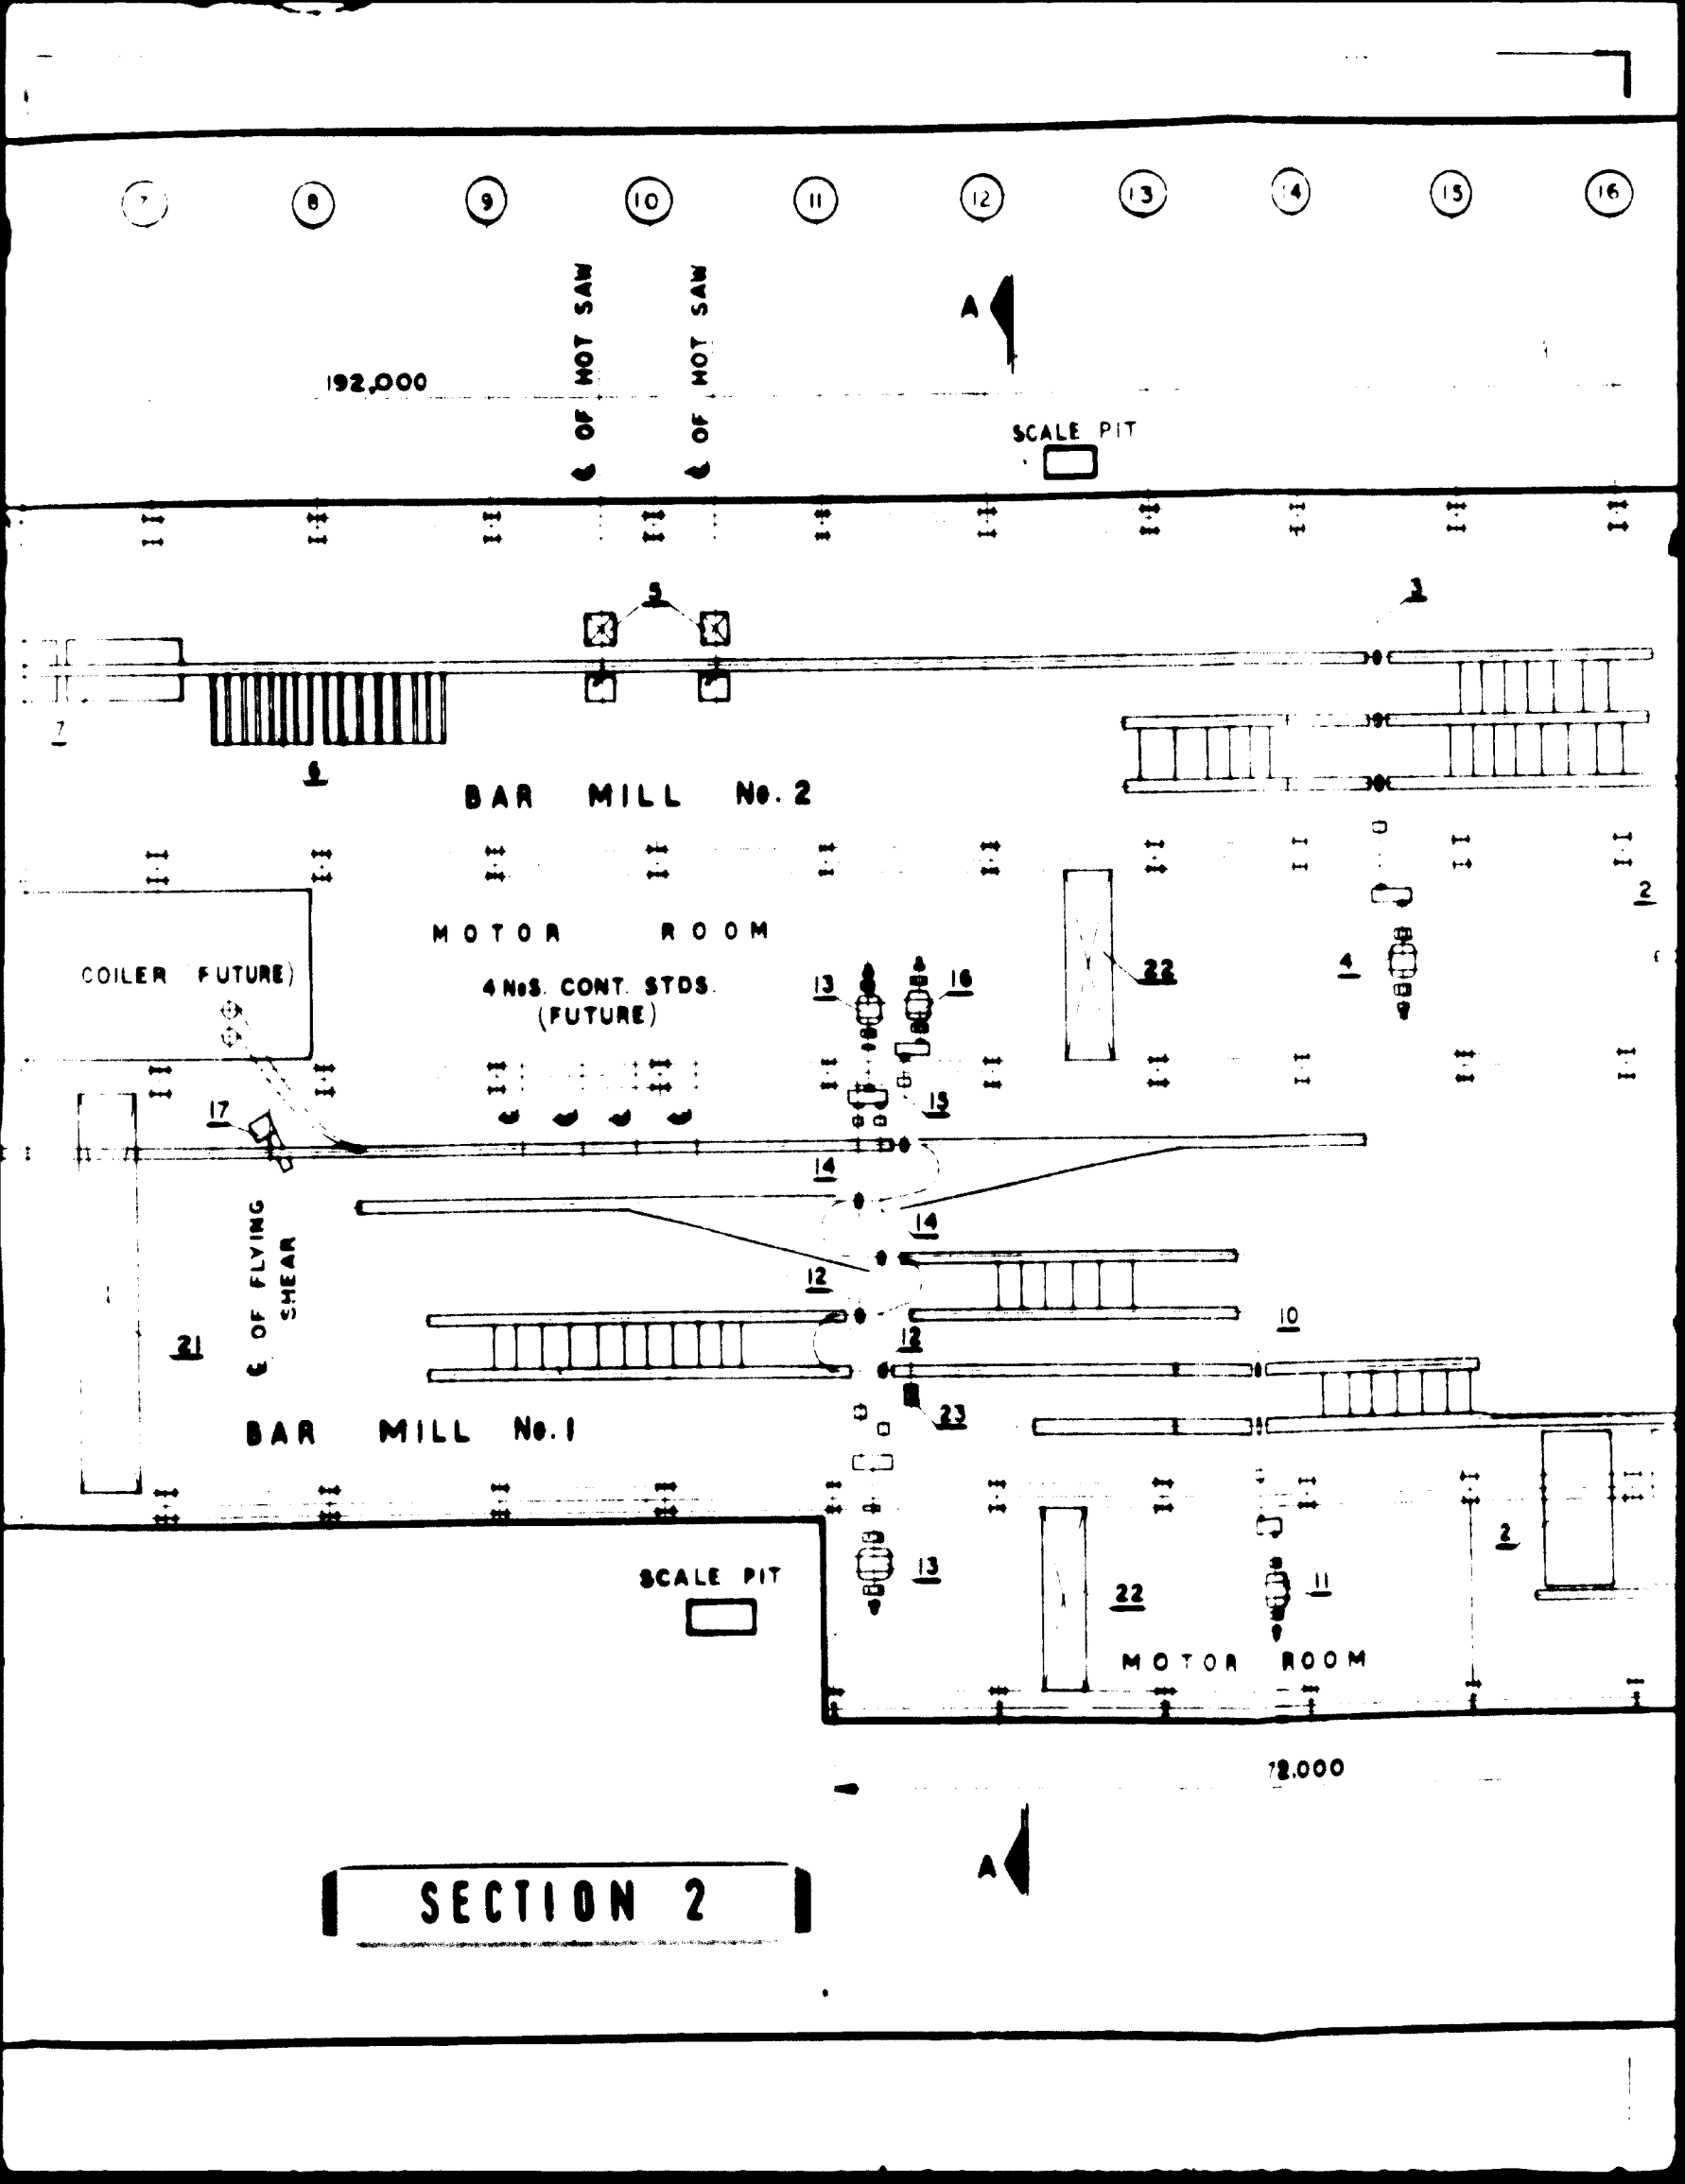 7 8 9 10 11 12 13 14 15 16
℄ OF HOT SAW
℄ OF HOT SAW
A
192,000
SCALE PIT
5
3
7
6
BAR MILL No. 2
2
MOTOR ROOM
COILER (FUTURE)
4 NoS. CONT. STDS.
(FUTURE)
13
16
22
4
17
15
14
14
℄ OF FLYING
SHEAR
12
10
21
12
23
BAR MILL No. 1
2
SCALE PIT
13
22
11
MOTOR ROOM
72.000
A
SECTION 2